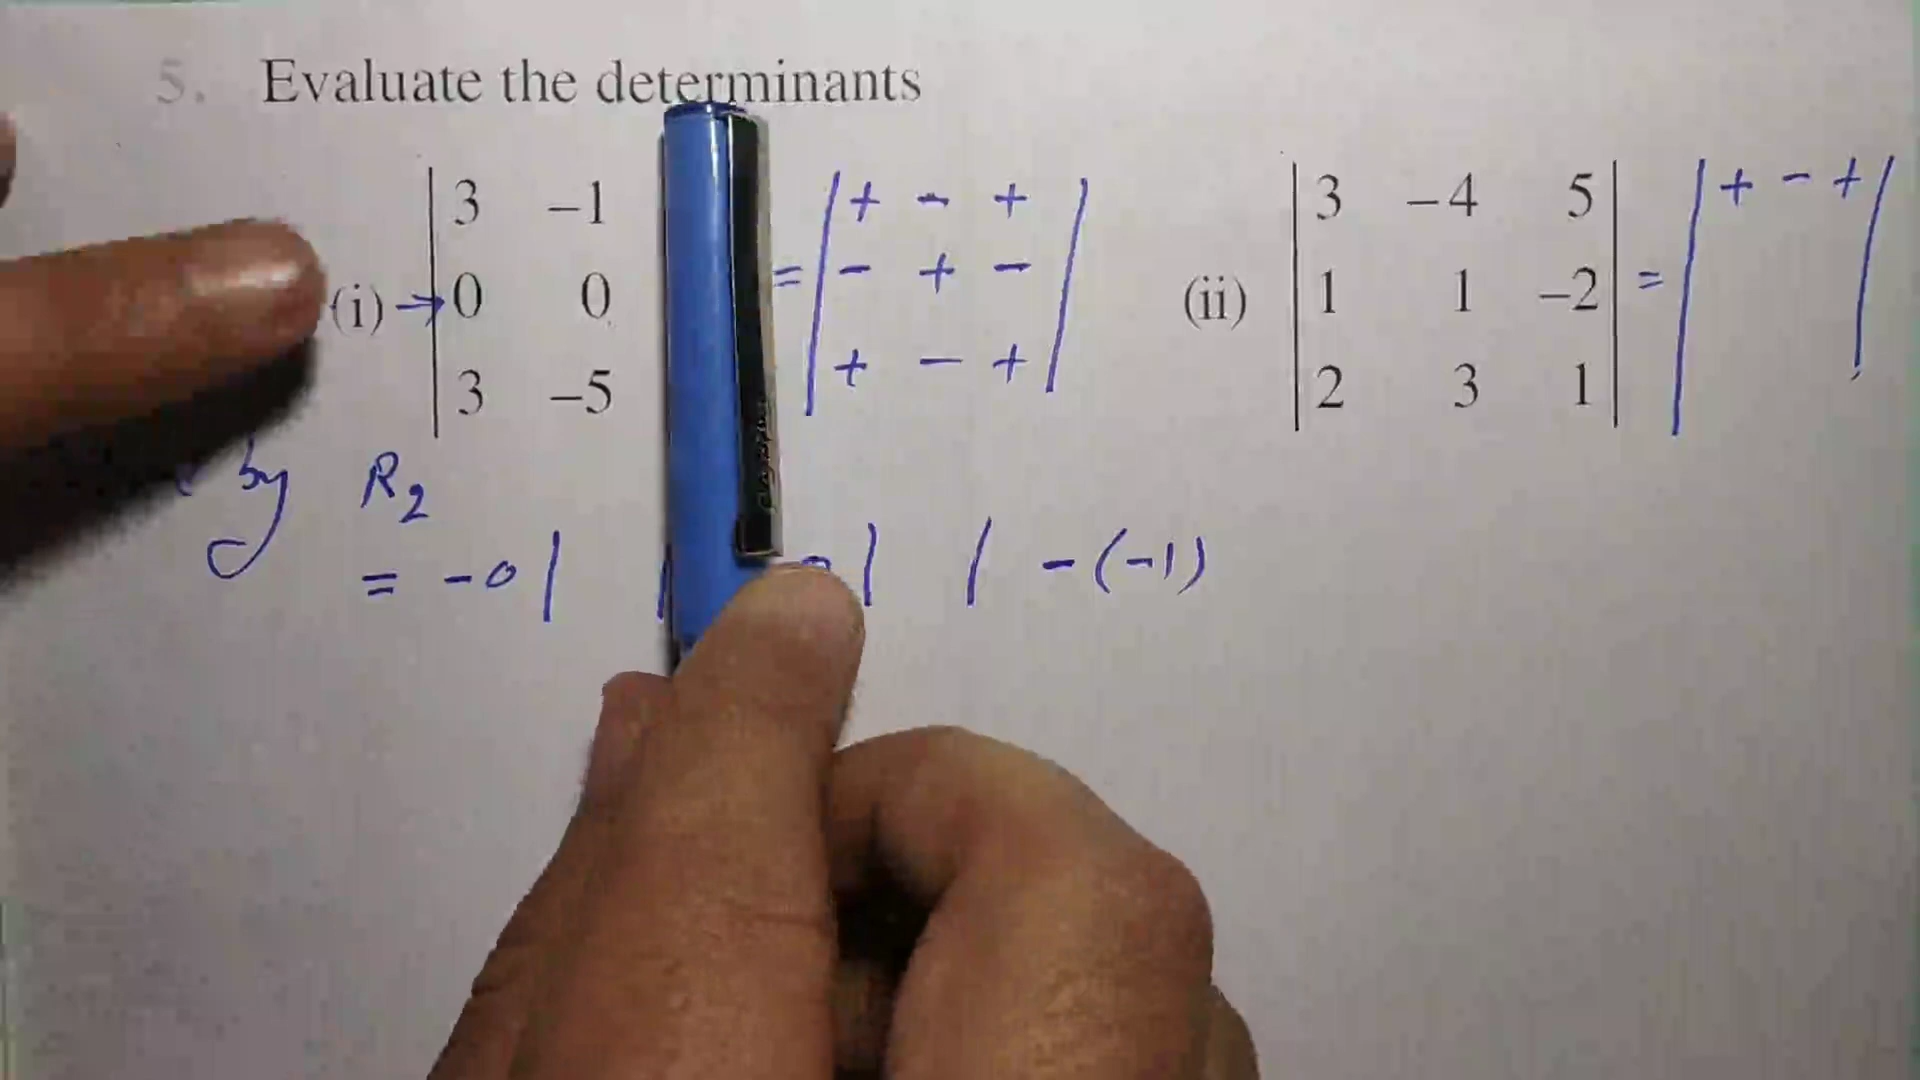 5. Evaluate the determinants
(i) → | 3 -1
0 0
3 -5
= | + - +
- + -
+ - + |
(ii) | 3 -4 5
1 1 -2
2 3 1 | = | + - + |
by R2
= -0 | | 0 | | -(-1)